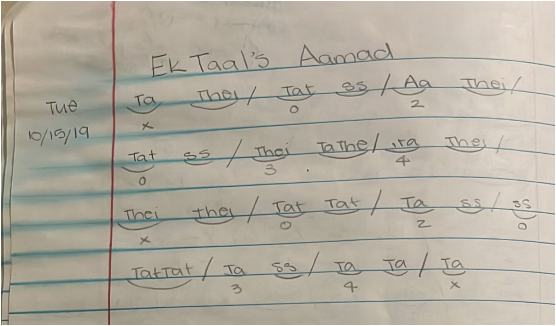 Ek Taal's Aamad
Tue
10/15/19
Ta Thei / Tat ss / Aa Thei /
x 0 2
Tat ss / Thei TaThe / Ta Thei /
0 3 4
Thei thei / Tat Tat / Ta ss / ss
x 0 2 0
TatTat / Ta ss / Ta Ta / Ta
3 4 x